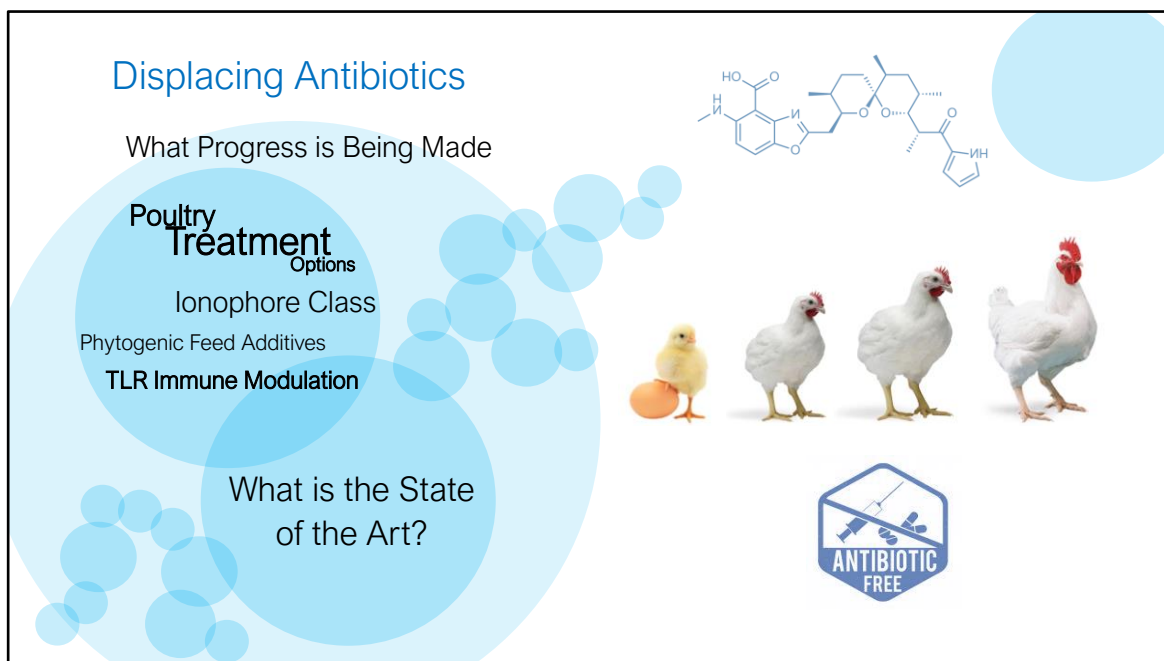 Displacing Antibiotics
What Progress is Being Made
Poultry
Treatment
Options
Ionophore Class
Phytogenic Feed Additives
TLR Immune Modulation
What is the State
of the Art?
HO
O
H
N
N
O
O
O
O
NH
ANTIBIOTIC
FREE